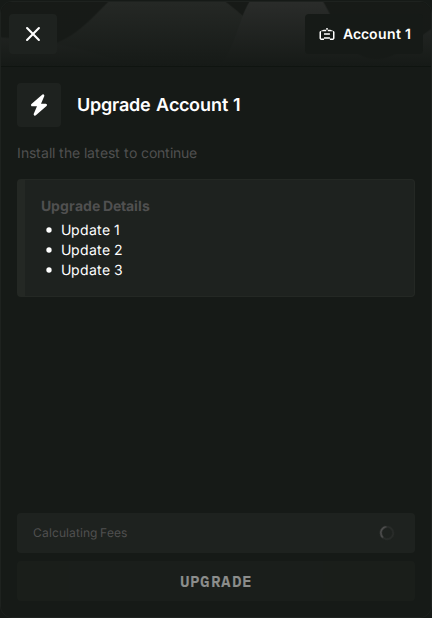 Account 1
Upgrade Account 1
Install the latest to continue
Upgrade Details
• Update 1
• Update 2
• Update 3
Calculating Fees
UPGRADE